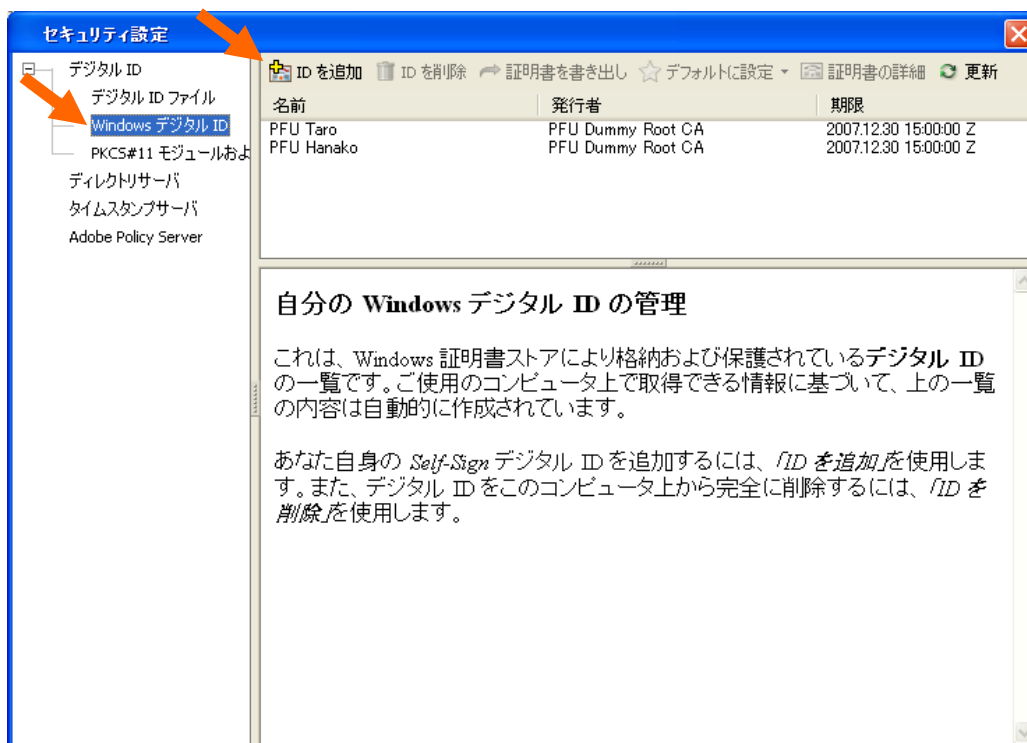 セキュリティ設定
デジタル ID
デジタル ID ファイル
Windows デジタル ID
PKCS#11 モジュールおよ
ディレクトリサーバ
タイムスタンプサーバ
Adobe Policy Server
ID を追加 ID を削除 証明書を書き出し デフォルトに設定 証明書の詳細 更新
名前 発行者 期限
PFU Taro PFU Dummy Root CA 2007.12.30 15:00:00 Z
PFU Hanako PFU Dummy Root CA 2007.12.30 15:00:00 Z
自分の Windows デジタル ID の管理
これは、Windows 証明書ストアにより格納および保護されているデジタル ID
の一覧です。ご使用のコンピュータ上で取得できる情報に基づいて、上の一覧
の内容は自動的に作成されています。
あなた自身の Self-Sign デジタル ID を追加するには、「ID を追加」を使用しま
す。また、デジタル ID をこのコンピュータ上から完全に削除するには、「ID を
削除」を使用します。